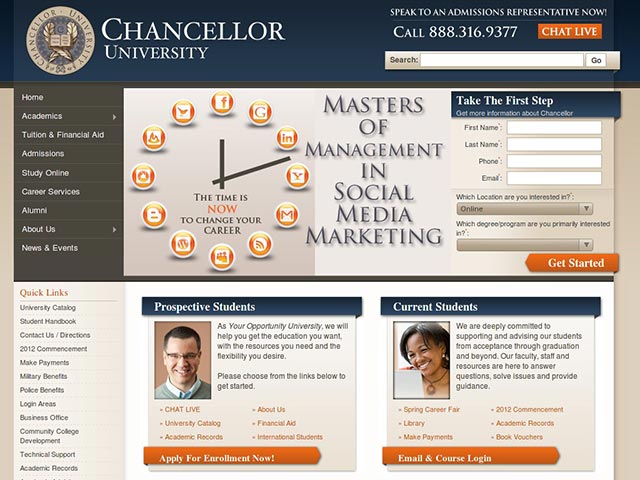 CHANCELLOR UNIVERSITY
CHANCELLOR
UNIVERSITY
SPEAK TO AN ADMISSIONS REPRESENTATIVE NOW!
CALL 888.316.9377
CHAT LIVE
Search:
Go
Home
Academics
Tuition & Financial Aid
Admissions
Study Online
Career Services
Alumni
About Us
News & Events
THE TIME IS
NOW
TO CHANGE YOUR
CAREER
MASTERS
OF
MANAGEMENT
IN
SOCIAL
MEDIA
MARKETING
Take The First Step
Get more information about Chancellor
First Name*:
Last Name*:
Phone*:
Email*:
Which Location are you interested in?*:
Online
Which degree/program are you primarily interested
in?*:
Get Started
Quick Links
University Catalog
Student Handbook
Contact Us / Directions
2012 Commencement
Make Payments
Military Benefits
Police Benefits
Login Areas
Business Office
Community College
Development
Technical Support
Academic Records
Prospective Students
As Your Opportunity University, we will
help you get the education you want,
with the resources you need and the
flexibility you desire.
Please choose from the links below to
get started.
» CHAT LIVE
» About Us
» University Catalog
» Financial Aid
» Academic Records
» International Students
Apply For Enrollment Now!
Current Students
We are deeply committed to
supporting and advising our students
from acceptance through graduation
and beyond. Our faculty, staff and
resources are here to answer
questions, solve issues and provide
guidance.
» Spring Career Fair
» 2012 Commencement
» Library
» Academic Records
» Make Payments
» Book Vouchers
Email & Course Login